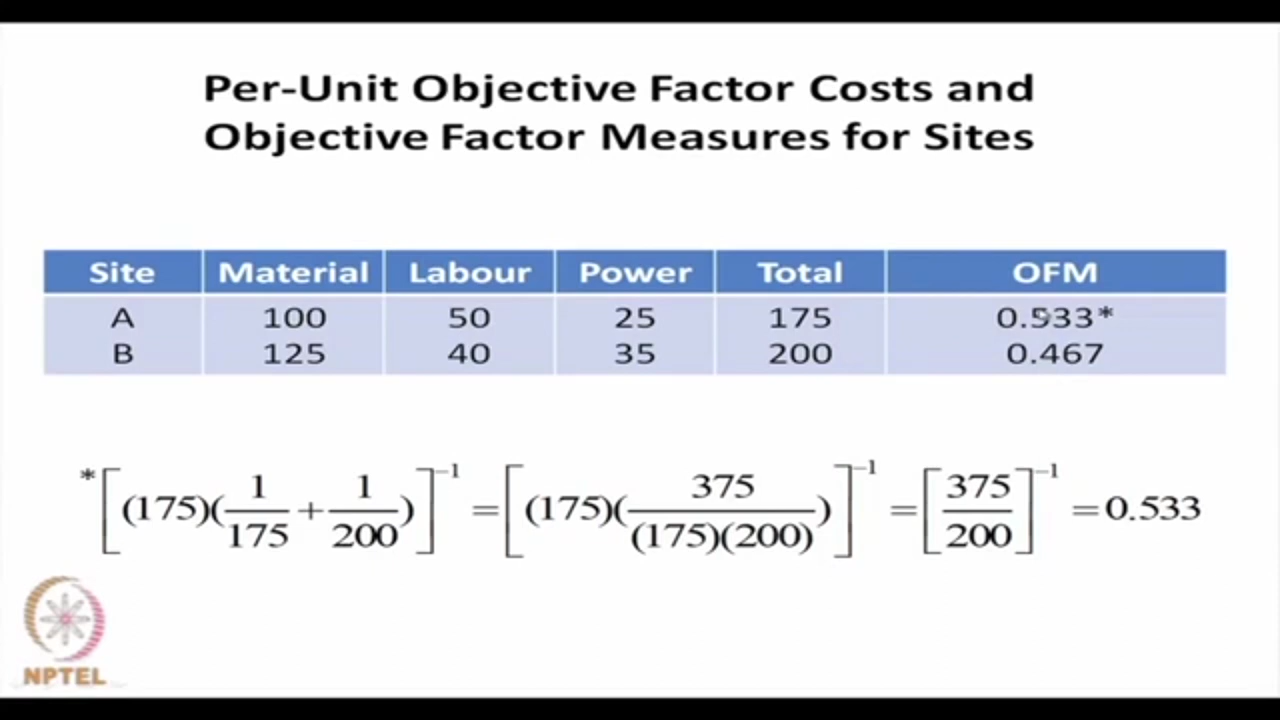 Per-Unit Objective Factor Costs and
Objective Factor Measures for Sites
Site Material Labour Power Total OFM
A 100 50 25 175 0.533*
B 125 40 35 200 0.467
*[(175)(1/175 + 1/200)]^–1 = [(175)(375/(175)(200))]^–1 = [375/200]^–1 = 0.533
NPTEL